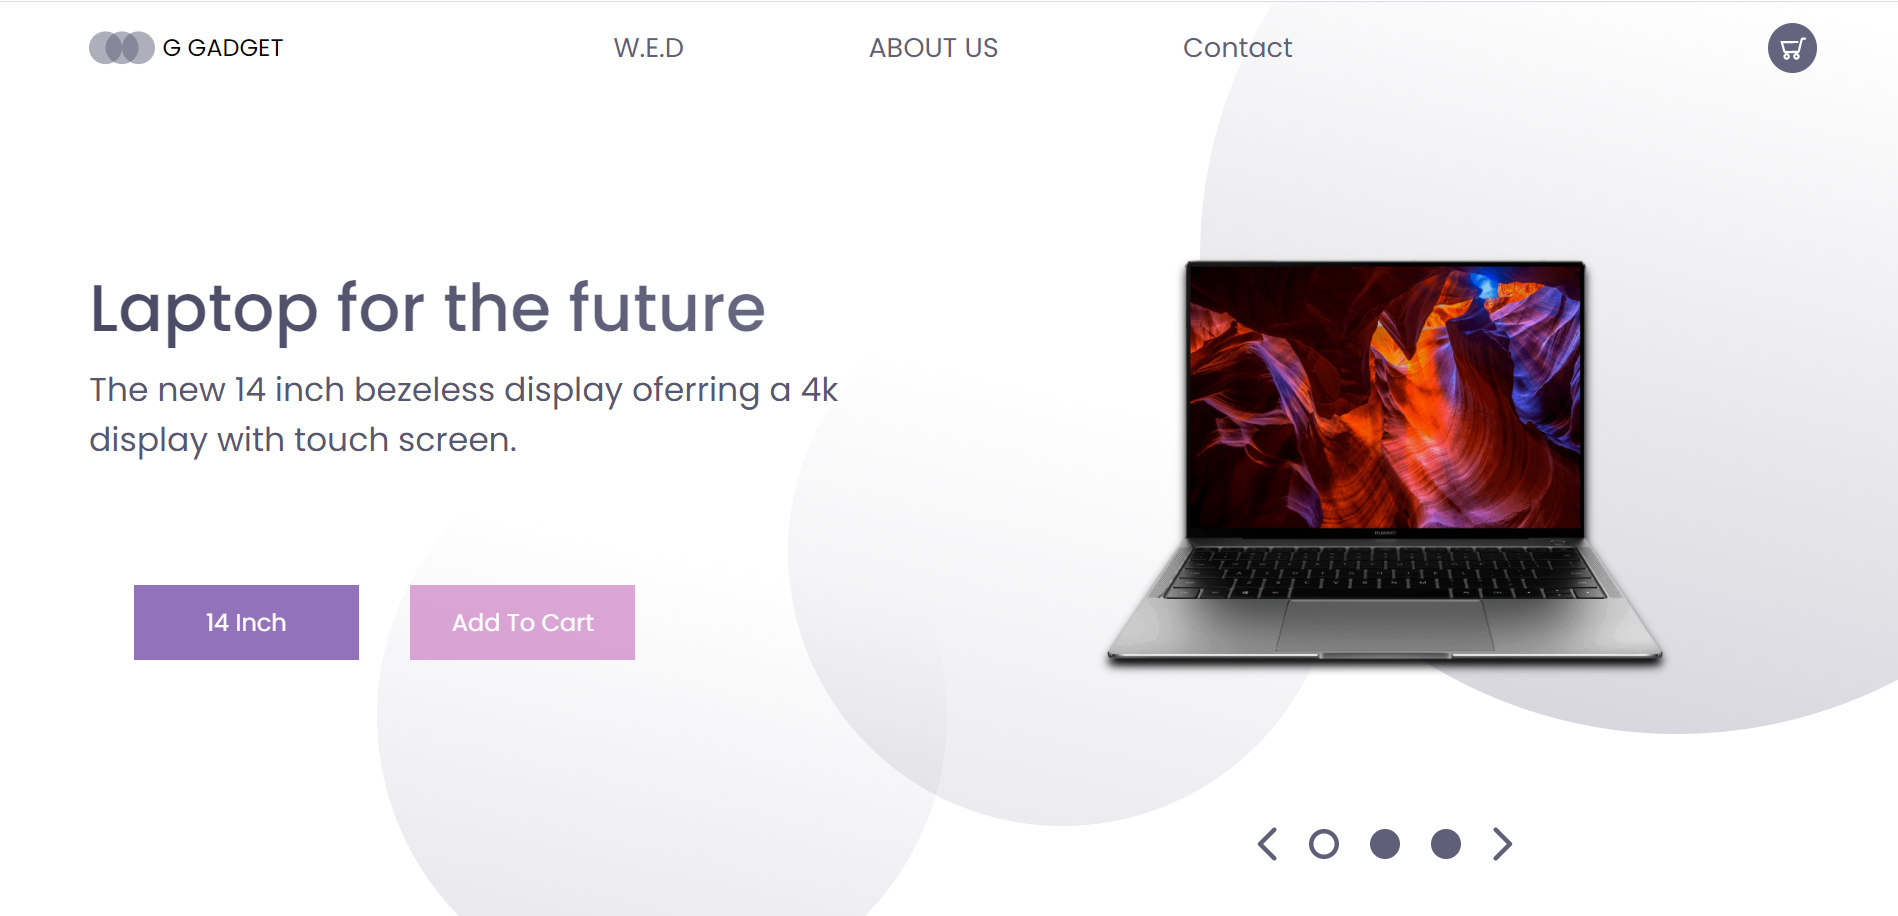 G GADGET
W.E.D
ABOUT US
Contact
Laptop for the future
The new 14 inch bezeless display oferring a 4k
display with touch screen.
14 Inch
Add To Cart
HUAWEI